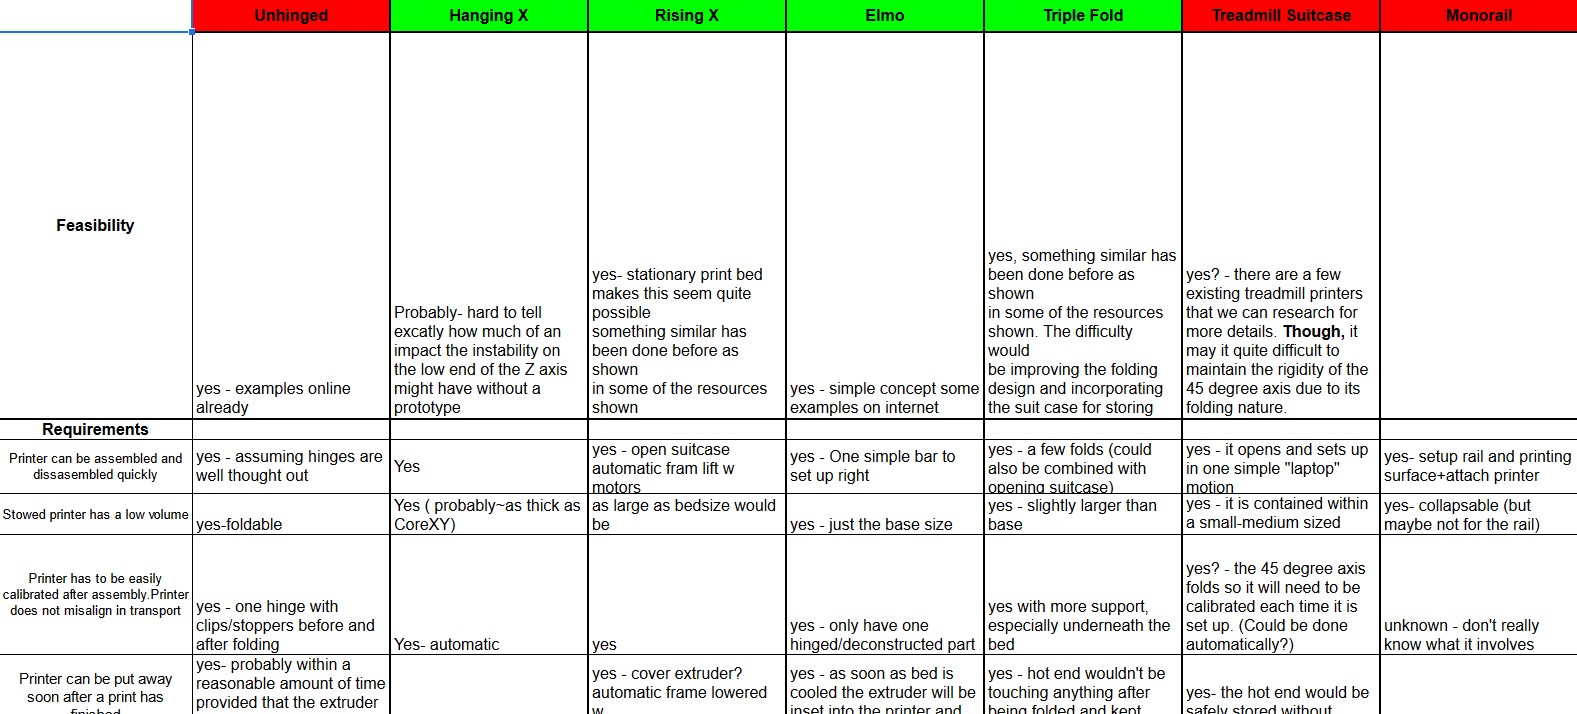 Unhinged
Hanging X
Rising X
Elmo
Triple Fold
Treadmill Suitcase
Monorail
Feasibility
yes - examples online
already
Probably- hard to tell
excatly how much of an
impact the instability on
the low end of the Z axis
might have without a
prototype
yes- stationary print bed
makes this seem quite
possible
something similar has
been done before as
shown
in some of the resources
shown
yes - simple concept some
examples on internet
yes, something similar has
been done before as
shown
in some of the resources
shown. The difficulty
would
be improving the folding
design and incorporating
the suit case for storing
yes? - there are a few
existing treadmill printers
that we can research for
more details. Though, it
may it quite difficult to
maintain the rigidity of the
45 degree axis due to its
folding nature.
Requirements
Printer can be assembled and
dissasembled quickly
yes - assuming hinges are
well thought out
Yes
yes - open suitcase
automatic fram lift w
motors
yes - One simple bar to
set up right
yes - a few folds (could
also be combined with
opening suitcase)
yes - it opens and sets up
in one simple "laptop"
motion
yes- setup rail and printing
surface+attach printer
Stowed printer has a low volume
yes-foldable
Yes ( probably~as thick as
CoreXY)
as large as bedsize would
be
yes - just the base size
yes - slightly larger than
base
yes - it is contained within
a small-medium sized
yes- collapsable (but
maybe not for the rail)
Printer has to be easily
calibrated after assembly.Printer
does not misalign in transport
yes - one hinge with
clips/stoppers before and
after folding
Yes- automatic
yes
yes - only have one
hinged/deconstructed part
yes with more support,
especially underneath the
bed
yes? - the 45 degree axis
folds so it will need to be
calibrated each time it is
set up. (Could be done
automatically?)
unknown - don't really
know what it involves
Printer can be put away
soon after a print has
finished
yes- probably within a
reasonable amount of time
provided that the extruder
yes - cover extruder?
automatic frame lowered
w
yes - as soon as bed is
cooled the extruder will be
inset into the printer and
yes - hot end wouldn't be
touching anything after
being folded and kept
yes- the hot end would be
safely stored without